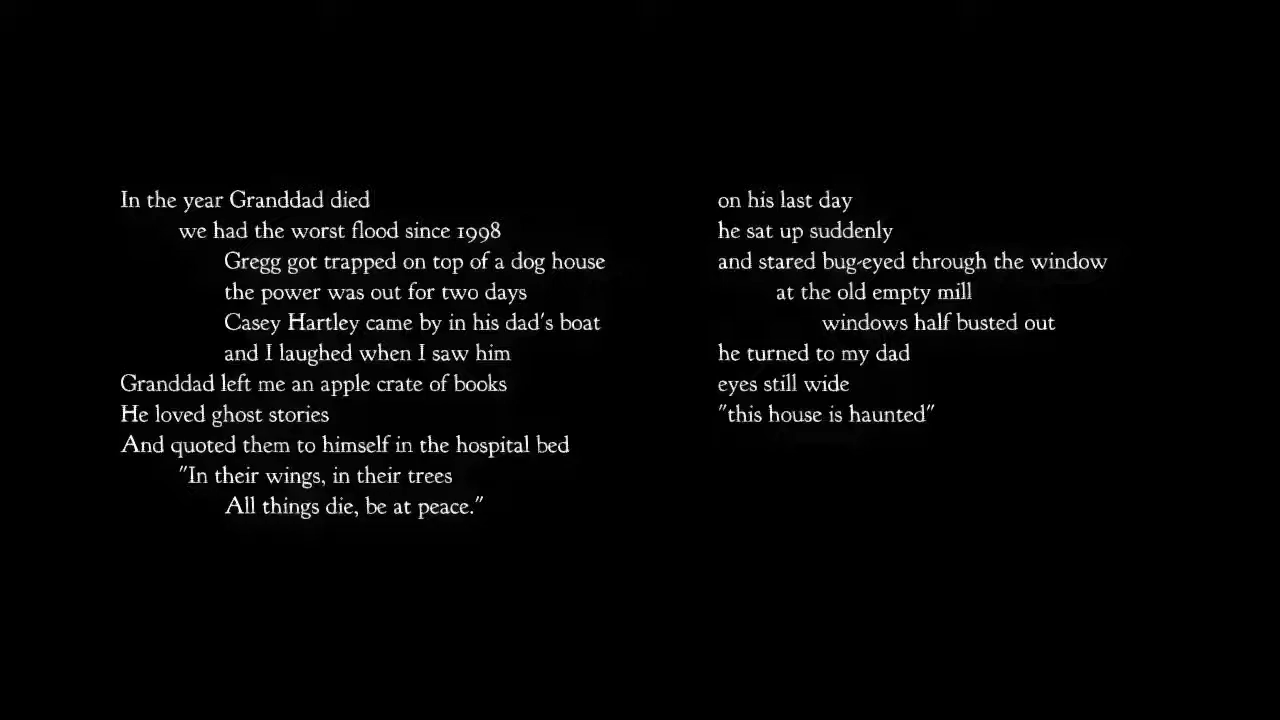 In the year Granddad died
we had the worst flood since 1998
Gregg got trapped on top of a dog house
the power was out for two days
Casey Hartley came by in his dad's boat
and I laughed when I saw him
Granddad left me an apple crate of books
He loved ghost stories
And quoted them to himself in the hospital bed
"In their wings, in their trees
All things die, be at peace."
on his last day
he sat up suddenly
and stared bug-eyed through the window
at the old empty mill
windows half busted out
he turned to my dad
eyes still wide
"this house is haunted"